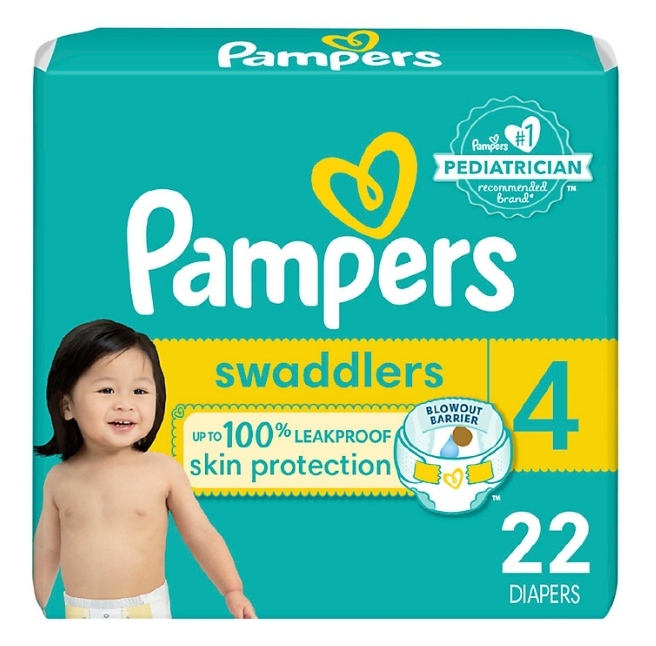 Pampers
Pampers #1
PEDIATRICIAN
recommended
brand*
TM
Pampers
swaddlers
4
UP TO 100% LEAKPROOF
skin protection
BLOWOUT
BARRIER
TM
22
DIAPERS